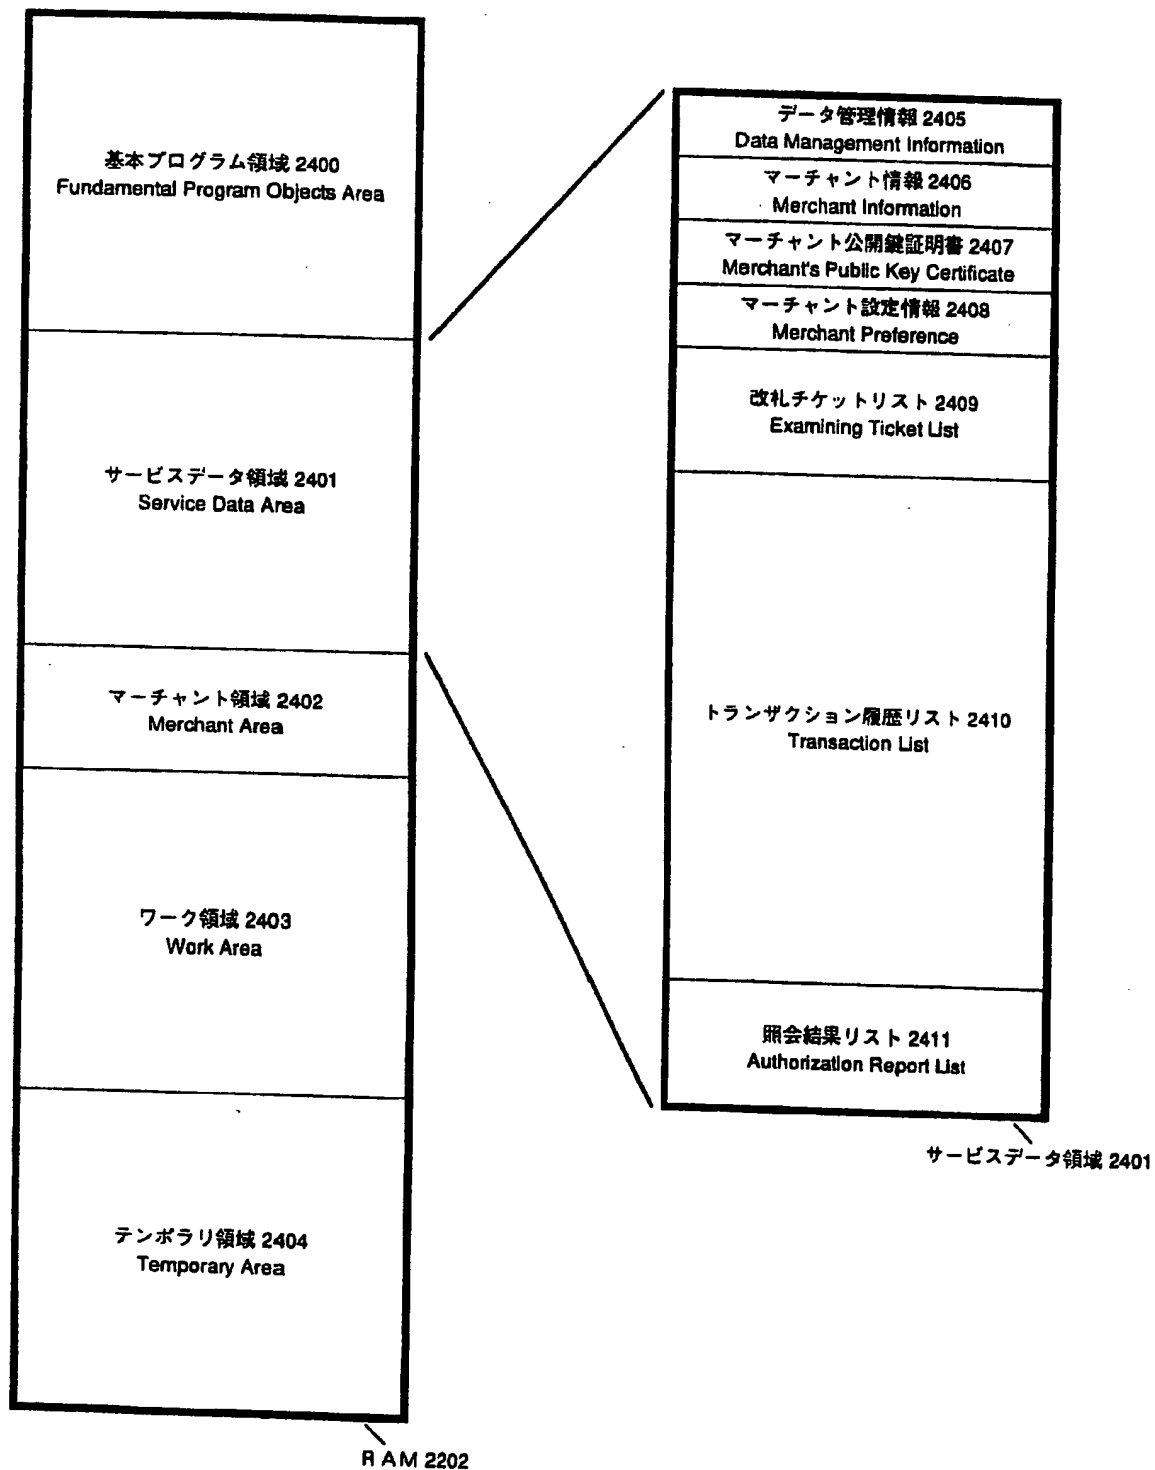 基本プログラム領域 2400
Fundamental Program Objects Area
サービスデータ領域 2401
Service Data Area
マーチャント領域 2402
Merchant Area
ワーク領域 2403
Work Area
テンポラリ領域 2404
Temporary Area
RAM 2202
データ管理情報 2405
Data Management Information
マーチャント情報 2406
Merchant Information
マーチャント公開鍵証明書 2407
Merchant's Public Key Certificate
マーチャント設定情報 2408
Merchant Preference
改札チケットリスト 2409
Examining Ticket List
トランザクション履歴リスト 2410
Transaction List
照会結果リスト 2411
Authorization Report List
サービスデータ領域 2401